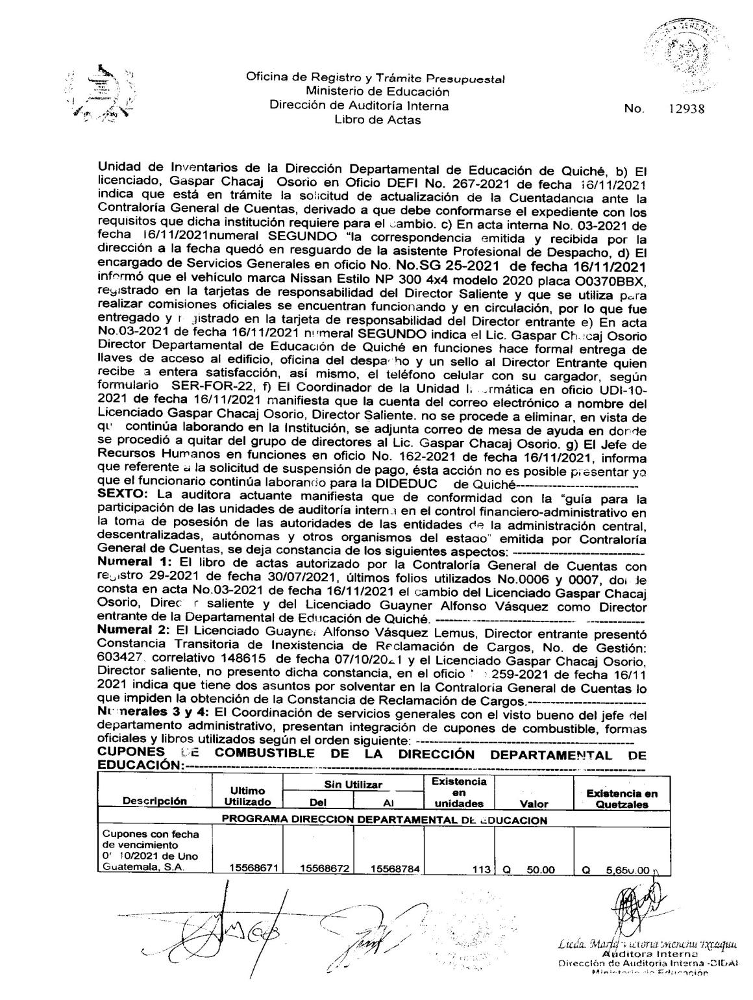 Oficina de Registro y Trámite Presupuestal
Ministerio de Educación
Dirección de Auditoría Interna
Libro de Actas
No. 12938
Unidad de Inventarios de la Dirección Departamental de Educación de Quiché, b) El
licenciado, Gaspar Chacaj Osorio en Oficio DEFI No. 267-2021 de fecha 16/11/2021
indica que está en trámite la solicitud de actualización de la Cuentadancia ante la
Contraloría General de Cuentas, derivado a que debe conformarse el expediente con los
requisitos que dicha institución requiere para el cambio. c) En acta interna No. 03-2021 de
fecha 16/11/2021numeral SEGUNDO “la correspondencia emitida y recibida por la
dirección a la fecha quedó en resguardo de la asistente Profesional de Despacho, d) El
encargado de Servicios Generales en oficio No. No.SG 25-2021 de fecha 16/11/2021
informó que el vehículo marca Nissan Estilo NP 300 4x4 modelo 2020 placa O0370BBX,
registrado en la tarjetas de responsabilidad del Director Saliente y que se utiliza para
realizar comisiones oficiales se encuentran funcionando y en circulación, por lo que fue
entregado y registrado en la tarjeta de responsabilidad del Director entrante e) En acta
No.03-2021 de fecha 16/11/2021 numeral SEGUNDO indica el Lic. Gaspar Chacaj Osorio
Director Departamental de Educación de Quiché en funciones hace formal entrega de
llaves de acceso al edificio, oficina del despacho y un sello al Director Entrante quien
recibe a entera satisfacción, así mismo, el teléfono celular con su cargador, según
formulario SER-FOR-22, f) El Coordinador de la Unidad Informática en oficio UDI-10-
2021 de fecha 16/11/2021 manifiesta que la cuenta del correo electrónico a nombre del
Licenciado Gaspar Chacaj Osorio, Director Saliente. no se procede a eliminar, en vista de
que continúa laborando en la Institución, se adjunta correo de mesa de ayuda en donde
se procedió a quitar del grupo de directores al Lic. Gaspar Chacaj Osorio. g) El Jefe de
Recursos Humanos en funciones en oficio No. 162-2021 de fecha 16/11/2021, informa
que referente a la solicitud de suspensión de pago, ésta acción no es posible presentar ya
que el funcionario continúa laborando para la DIDEDUC de Quiché---------------------------
SEXTO: La auditora actuante manifiesta que de conformidad con la “guía para la
participación de las unidades de auditoría interna en el control financiero-administrativo en
la toma de posesión de las autoridades de las entidades de la administración central,
descentralizadas, autónomas y otros organismos del estado” emitida por Contraloría
General de Cuentas, se deja constancia de los siguientes aspectos: -----------------------------
Numeral 1: El libro de actas autorizado por la Contraloría General de Cuentas con
registro 29-2021 de fecha 30/07/2021, últimos folios utilizados No.0006 y 0007, donde
consta en acta No.03-2021 de fecha 16/11/2021 el cambio del Licenciado Gaspar Chacaj
Osorio, Director saliente y del Licenciado Guayner Alfonso Vásquez como Director
entrante de la Departamental de Educación de Quiché. --------------------------------------------
Numeral 2: El Licenciado Guayner Alfonso Vásquez Lemus, Director entrante presentó
Constancia Transitoria de Inexistencia de Reclamación de Cargos, No. de Gestión:
603427, correlativo 148615 de fecha 07/10/2021 y el Licenciado Gaspar Chacaj Osorio,
Director saliente, no presento dicha constancia, en el oficio 259-2021 de fecha 16/11
2021 indica que tiene dos asuntos por solventar en la Contraloría General de Cuentas lo
que impiden la obtención de la Constancia de Reclamación de Cargos.--------------------------
Numerales 3 y 4: El Coordinación de servicios generales con el visto bueno del jefe del
departamento administrativo, presentan integración de cupones de combustible, formas
oficiales y libros utilizados según el orden siguiente: ------------------------------------------------
CUPONES DE COMBUSTIBLE DE LA DIRECCIÓN DEPARTAMENTAL DE
EDUCACIÓN:---------------------------------------------------------------------------------------------
Descripción Ultimo Utilizado Sin Utilizar Del Al Existencia en unidades Valor Existencia en Quetzales
PROGRAMA DIRECCION DEPARTAMENTAL DE EDUCACION
Cupones con fecha
de vencimiento
10/2021 de Uno
Guatemala, S.A. 15568671 15568672 15568784 113 Q 50.00 Q 5,650.00
Licda. María
Auditora Interna
Dirección de Auditoria Interna -DIDAI
Ministerio de Educación